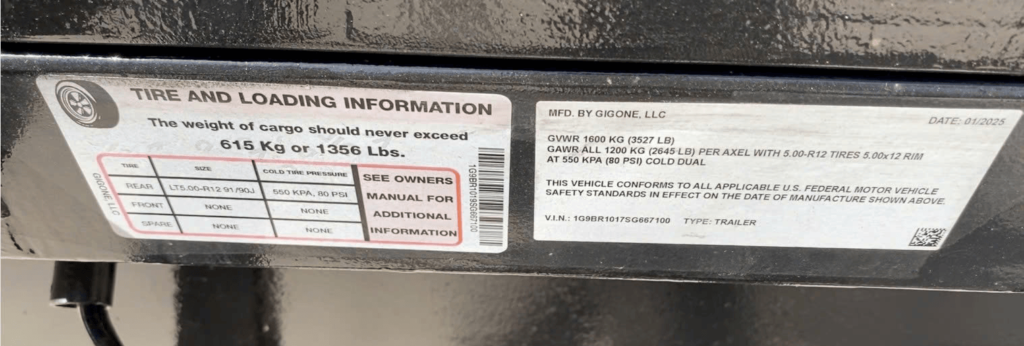 TIRE AND LOADING INFORMATION
The weight of cargo should never exceed
615 Kg or 1356 Lbs.
TIRE SIZE COLD TIRE PRESSURE
REAR LT5.00-R12 91/90J 550 KPA, 80 PSI
FRONT NONE NONE
SPARE NONE NONE
SEE OWNERS
MANUAL FOR
ADDITIONAL
INFORMATION
GIGONE LLC
MFD. BY GIGONE, LLC
DATE: 01/2025
GVWR 1600 KG (3527 LB)
GAWR ALL 1200 KG (2645 LB) PER AXEL WITH 5.00-R12 TIRES 5.00x12 RIM
AT 550 KPA (80 PSI) COLD DUAL
THIS VEHICLE CONFORMS TO ALL APPLICABLE U.S. FEDERAL MOTOR VEHICLE
SAFETY STANDARDS IN EFFECT ON THE DATE OF MANUFACTURE SHOWN ABOVE.
V.I.N.: 1G9BR1017SG667100 TYPE: TRAILER